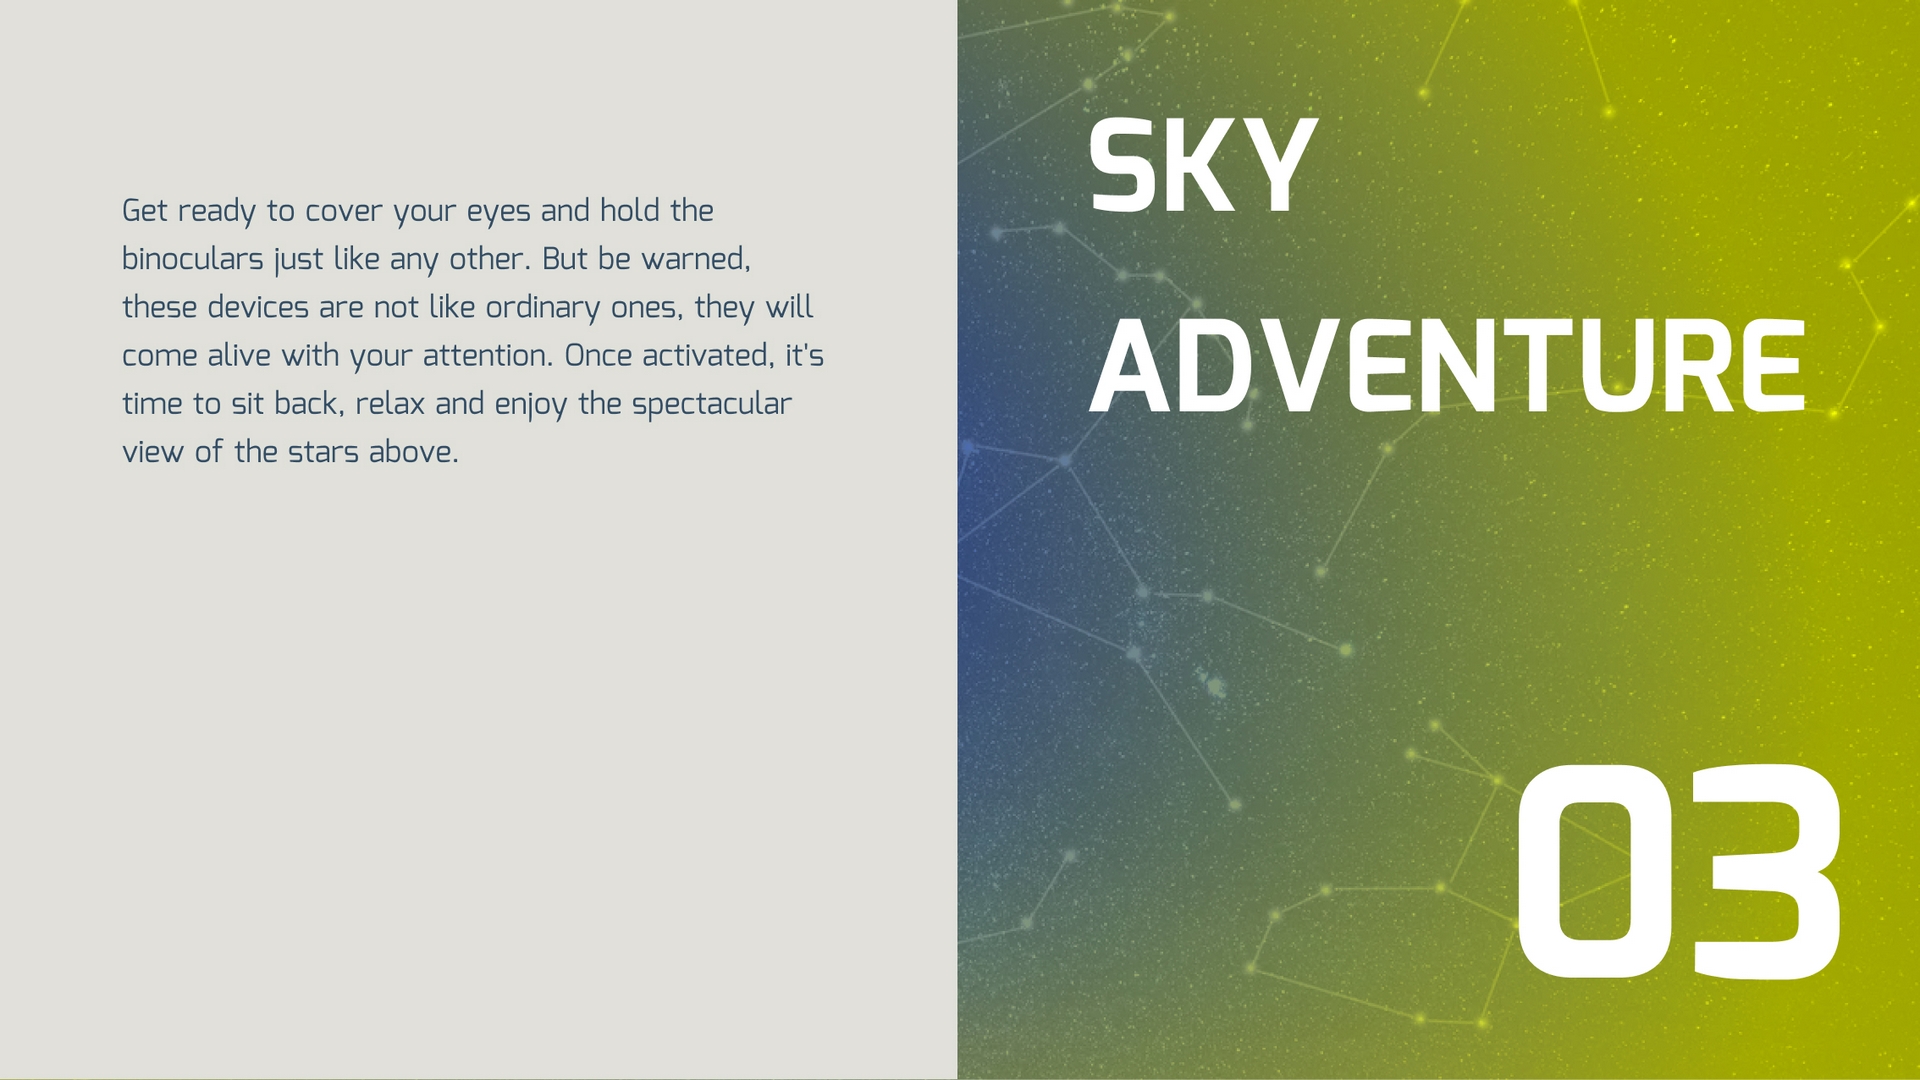 Get ready to cover your eyes and hold the
binoculars just like any other. But be warned,
these devices are not like ordinary ones, they will
come alive with your attention. Once activated, it's
time to sit back, relax and enjoy the spectacular
view of the stars above.
SKY
ADVENTURE
03